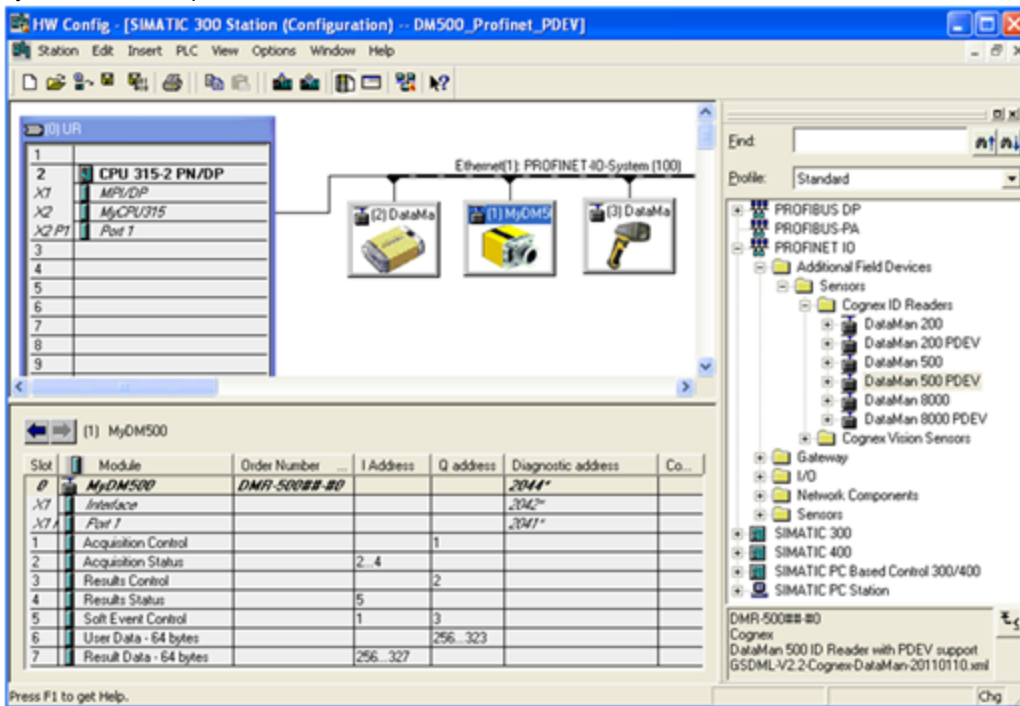 HW Config - [SIMATIC 300 Station (Configuration) -- DM500_Profinet_PDEV]
Station Edit Insert PLC View Options Window Help
(0) UR
1
2 CPU 315-2 PN/DP
X1 MPI/DP
X2 MyCPU315
X2 P1 Port 1
3
4
5
6
7
8
9
Ethernet(1): PROFINET-IO-System (100)
(2) DataMa
(1) MyDM5
(3) DataMa
Find:
Profile: Standard
PROFIBUS DP
PROFIBUS-PA
PROFINET IO
Additional Field Devices
Sensors
Cognex ID Readers
DataMan 200
DataMan 200 PDEV
DataMan 500
DataMan 500 PDEV
DataMan 8000
DataMan 8000 PDEV
Cognex Vision Sensors
Gateway
I/O
Network Components
Sensors
SIMATIC 300
SIMATIC 400
SIMATIC PC Based Control 300/400
SIMATIC PC Station
DMR-500##-#0
Cognex
DataMan 500 ID Reader with PDEV support
GSDML-V2.2-Cognex-DataMan-20110110.xml
(1) MyDM500
Slot Module Order Number ... I Address Q address Diagnostic address Co...
0 MyDM500 DMR-500##-#0 2044*
X1 Interface 2042*
X1 Port 1 2041*
1 Acquisition Control 1
2 Acquisition Status 2...4
3 Results Control 2
4 Results Status 5
5 Soft Event Control 1 3
6 User Data - 64 bytes 256...323
7 Result Data - 64 bytes 256...327
Press F1 to get Help.
Chg